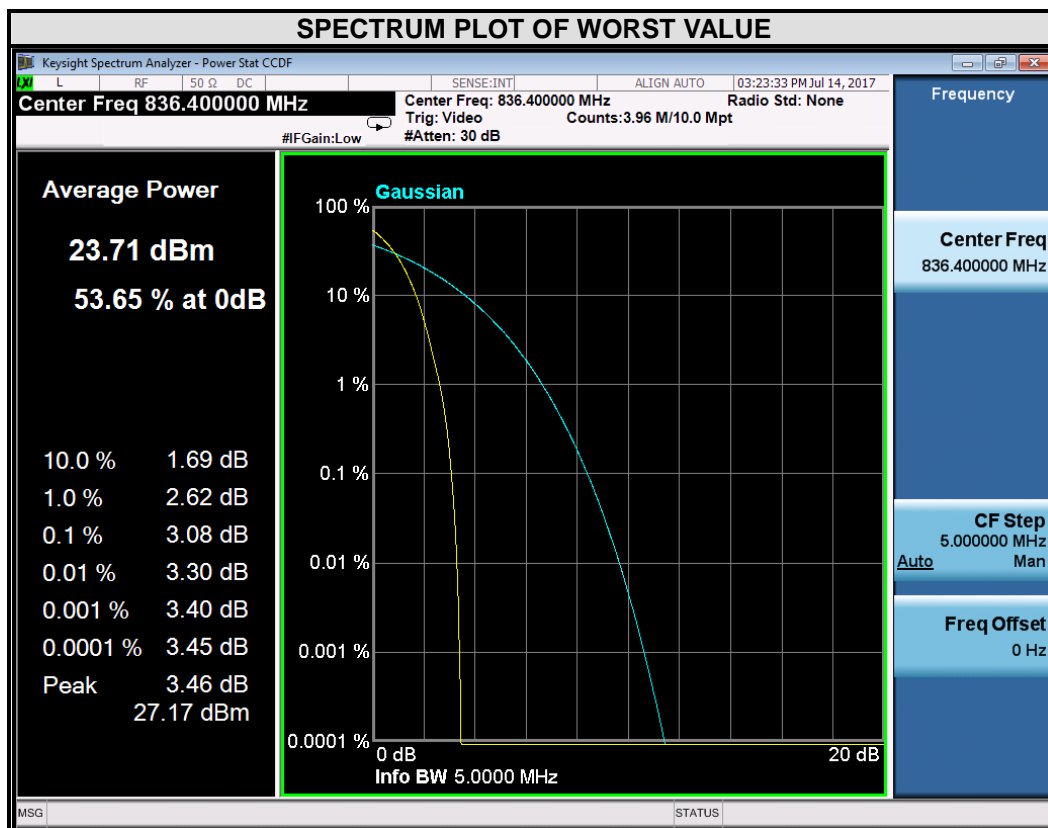 SPECTRUM PLOT OF WORST VALUE
Keysight Spectrum Analyzer - Power Stat CCDF
LXI L RF 50 Ω DC SENSE:INT ALIGN AUTO 03:23:33 PM Jul 14, 2017
Center Freq 836.400000 MHz
Center Freq: 836.400000 MHz Radio Std: None
Trig: Video Counts:3.96 M/10.0 Mpt
#IFGain:Low #Atten: 30 dB
Average Power
23.71 dBm
53.65 % at 0dB
10.0 % 1.69 dB
1.0 % 2.62 dB
0.1 % 3.08 dB
0.01 % 3.30 dB
0.001 % 3.40 dB
0.0001 % 3.45 dB
Peak 3.46 dB
27.17 dBm
Gaussian
100 %
10 %
1 %
0.1 %
0.01 %
0.001 %
0.0001 %
0 dB 20 dB
Info BW 5.0000 MHz
Frequency
Center Freq
836.400000 MHz
CF Step
5.000000 MHz
Auto Man
Freq Offset
0 Hz
MSG STATUS